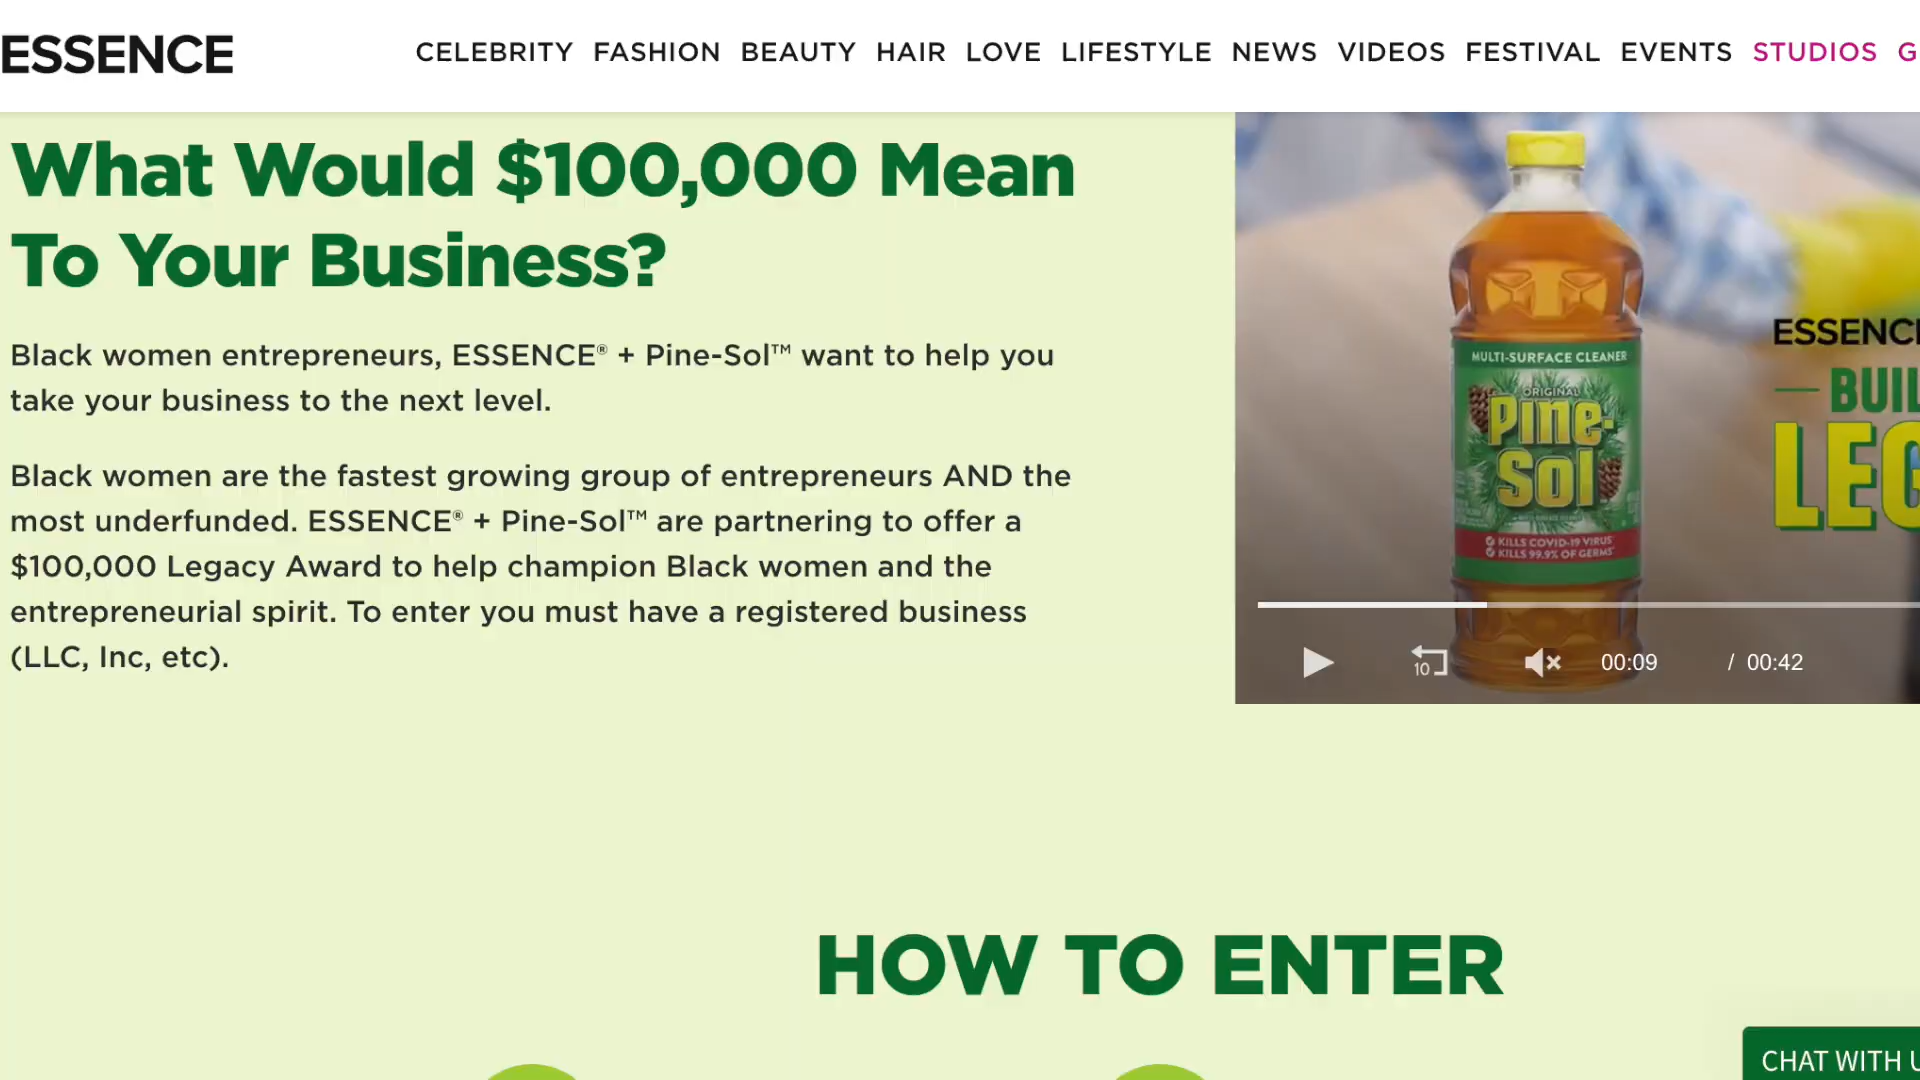 ESSENCE
CELEBRITY FASHION BEAUTY HAIR LOVE LIFESTYLE NEWS VIDEOS FESTIVAL EVENTS STUDIOS G
What Would $100,000 Mean
To Your Business?
Black women entrepreneurs, ESSENCE® + Pine-Sol™ want to help you
take your business to the next level.
Black women are the fastest growing group of entrepreneurs AND the
most underfunded. ESSENCE® + Pine-Sol™ are partnering to offer a
$100,000 Legacy Award to help champion Black women and the
entrepreneurial spirit. To enter you must have a registered business
(LLC, Inc, etc).
MULTI-SURFACE CLEANER
ORIGINAL
Pine-
Sol
KILLS COVID-19 VIRUS
KILLS 99.9% OF GERMS
ESSENCE
BUIL
LEG
10
00:09 / 00:42
HOW TO ENTER
CHAT WITH U